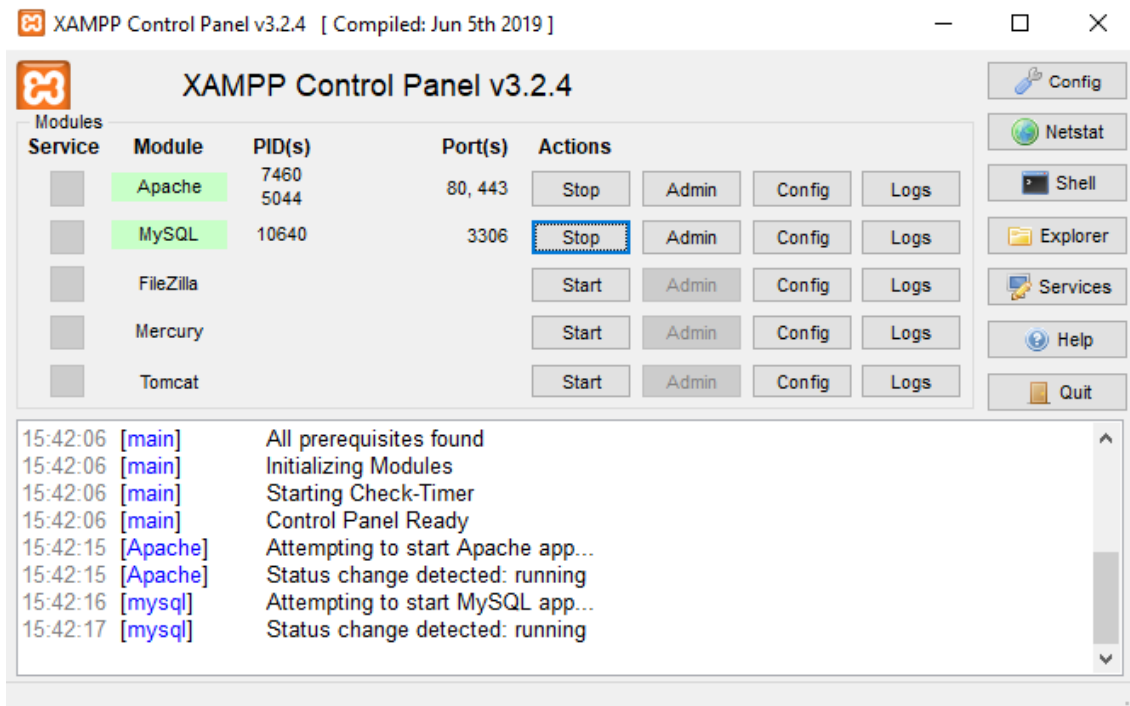 XAMPP Control Panel v3.2.4 [ Compiled: Jun 5th 2019 ]
XAMPP Control Panel v3.2.4
Config
Modules
Netstat
Service Module PID(s) Port(s) Actions
Apache 7460 5044 80, 443 Stop Admin Config Logs
Shell
MySQL 10640 3306 Stop Admin Config Logs
Explorer
FileZilla Start Admin Config Logs
Services
Mercury Start Admin Config Logs
Help
Tomcat Start Admin Config Logs
Quit
15:42:06 [main] All prerequisites found
15:42:06 [main] Initializing Modules
15:42:06 [main] Starting Check-Timer
15:42:06 [main] Control Panel Ready
15:42:15 [Apache] Attempting to start Apache app...
15:42:15 [Apache] Status change detected: running
15:42:16 [mysql] Attempting to start MySQL app...
15:42:17 [mysql] Status change detected: running